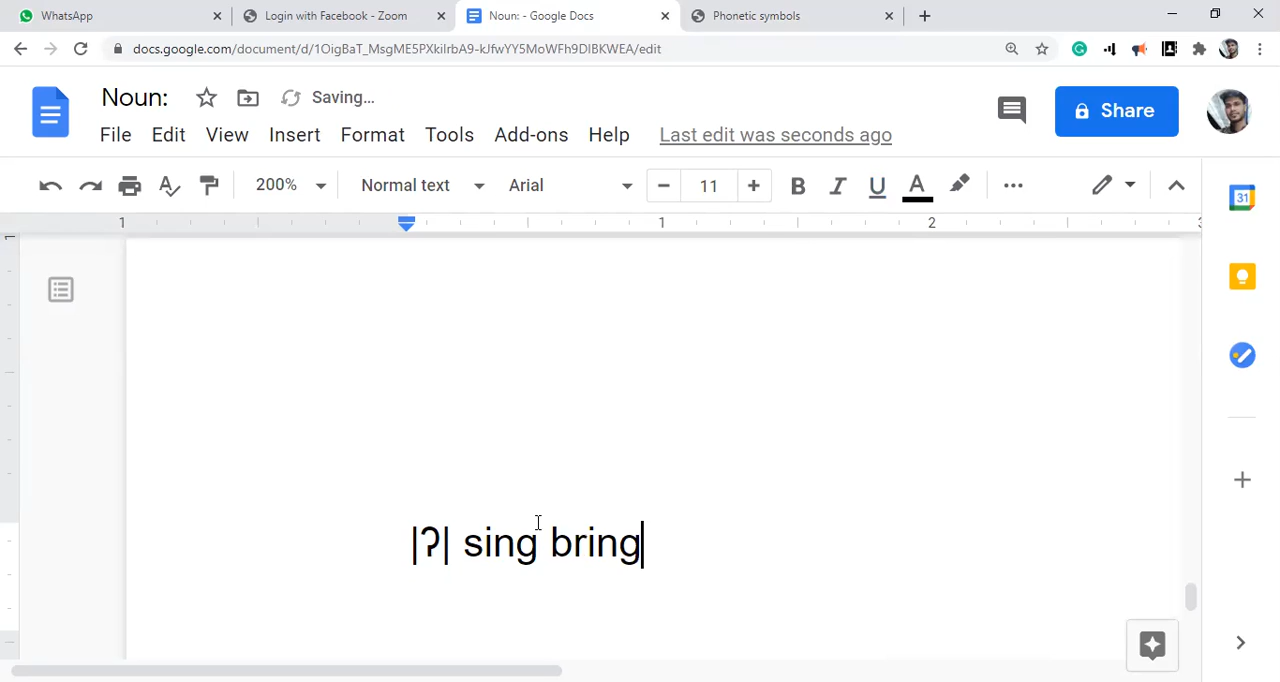 WhatsApp Login with Facebook - Zoom Noun: - Google Docs Phonetic symbols
docs.google.com/document/d/1OigBaT_MsgME5PXkilrbA9-kJfwYY5MoWFh9DIBKWEA/edit
Noun: Saving...
Share
File Edit View Insert Format Tools Add-ons Help Last edit was seconds ago
200% Normal text Arial 11 B I U A
1 1 2 3
31
|ʔ| sing bring